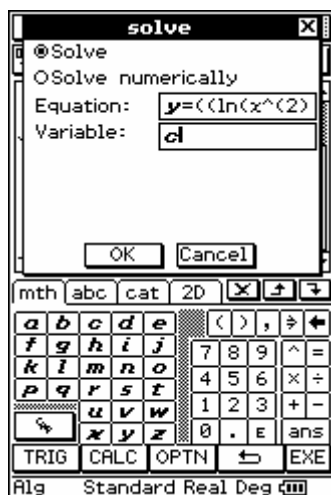 solve
Solve
Solve numerically
Equation: y=((ln(x^(2)
Variable: c
OK Cancel
mth abc cat 2D
a b c d e ( ) , ⇒ ←
f g h i j 7 8 9 ^ =
k l m n o 4 5 6 × ÷
p q r s t 1 2 3 + -
u v w 0 . E ans
x y z
TRIG CALC OPTN EXE
Alg Standard Real Deg